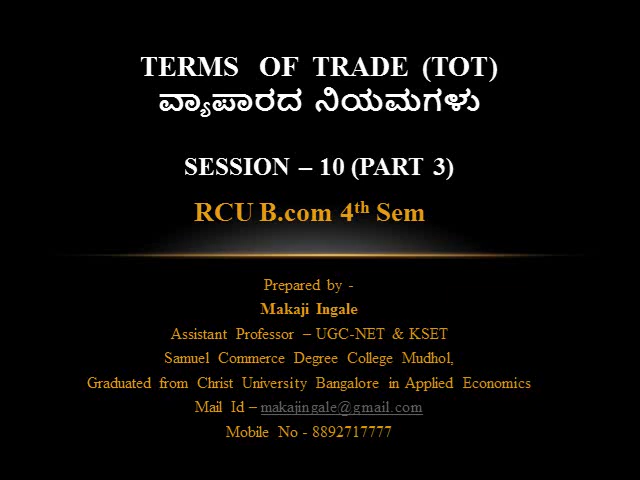 TERMS OF TRADE (TOT)
ವ್ಯಾಪಾರದ ನಿಯಮಗಳು
SESSION – 10 (PART 3)
RCU B.com 4th Sem
Prepared by -
Makaji Ingale
Assistant Professor – UGC-NET & KSET
Samuel Commerce Degree College Mudhol,
Graduated from Christ University Bangalore in Applied Economics
Mail Id – makajingale@gmail.com
Mobile No - 8892717777